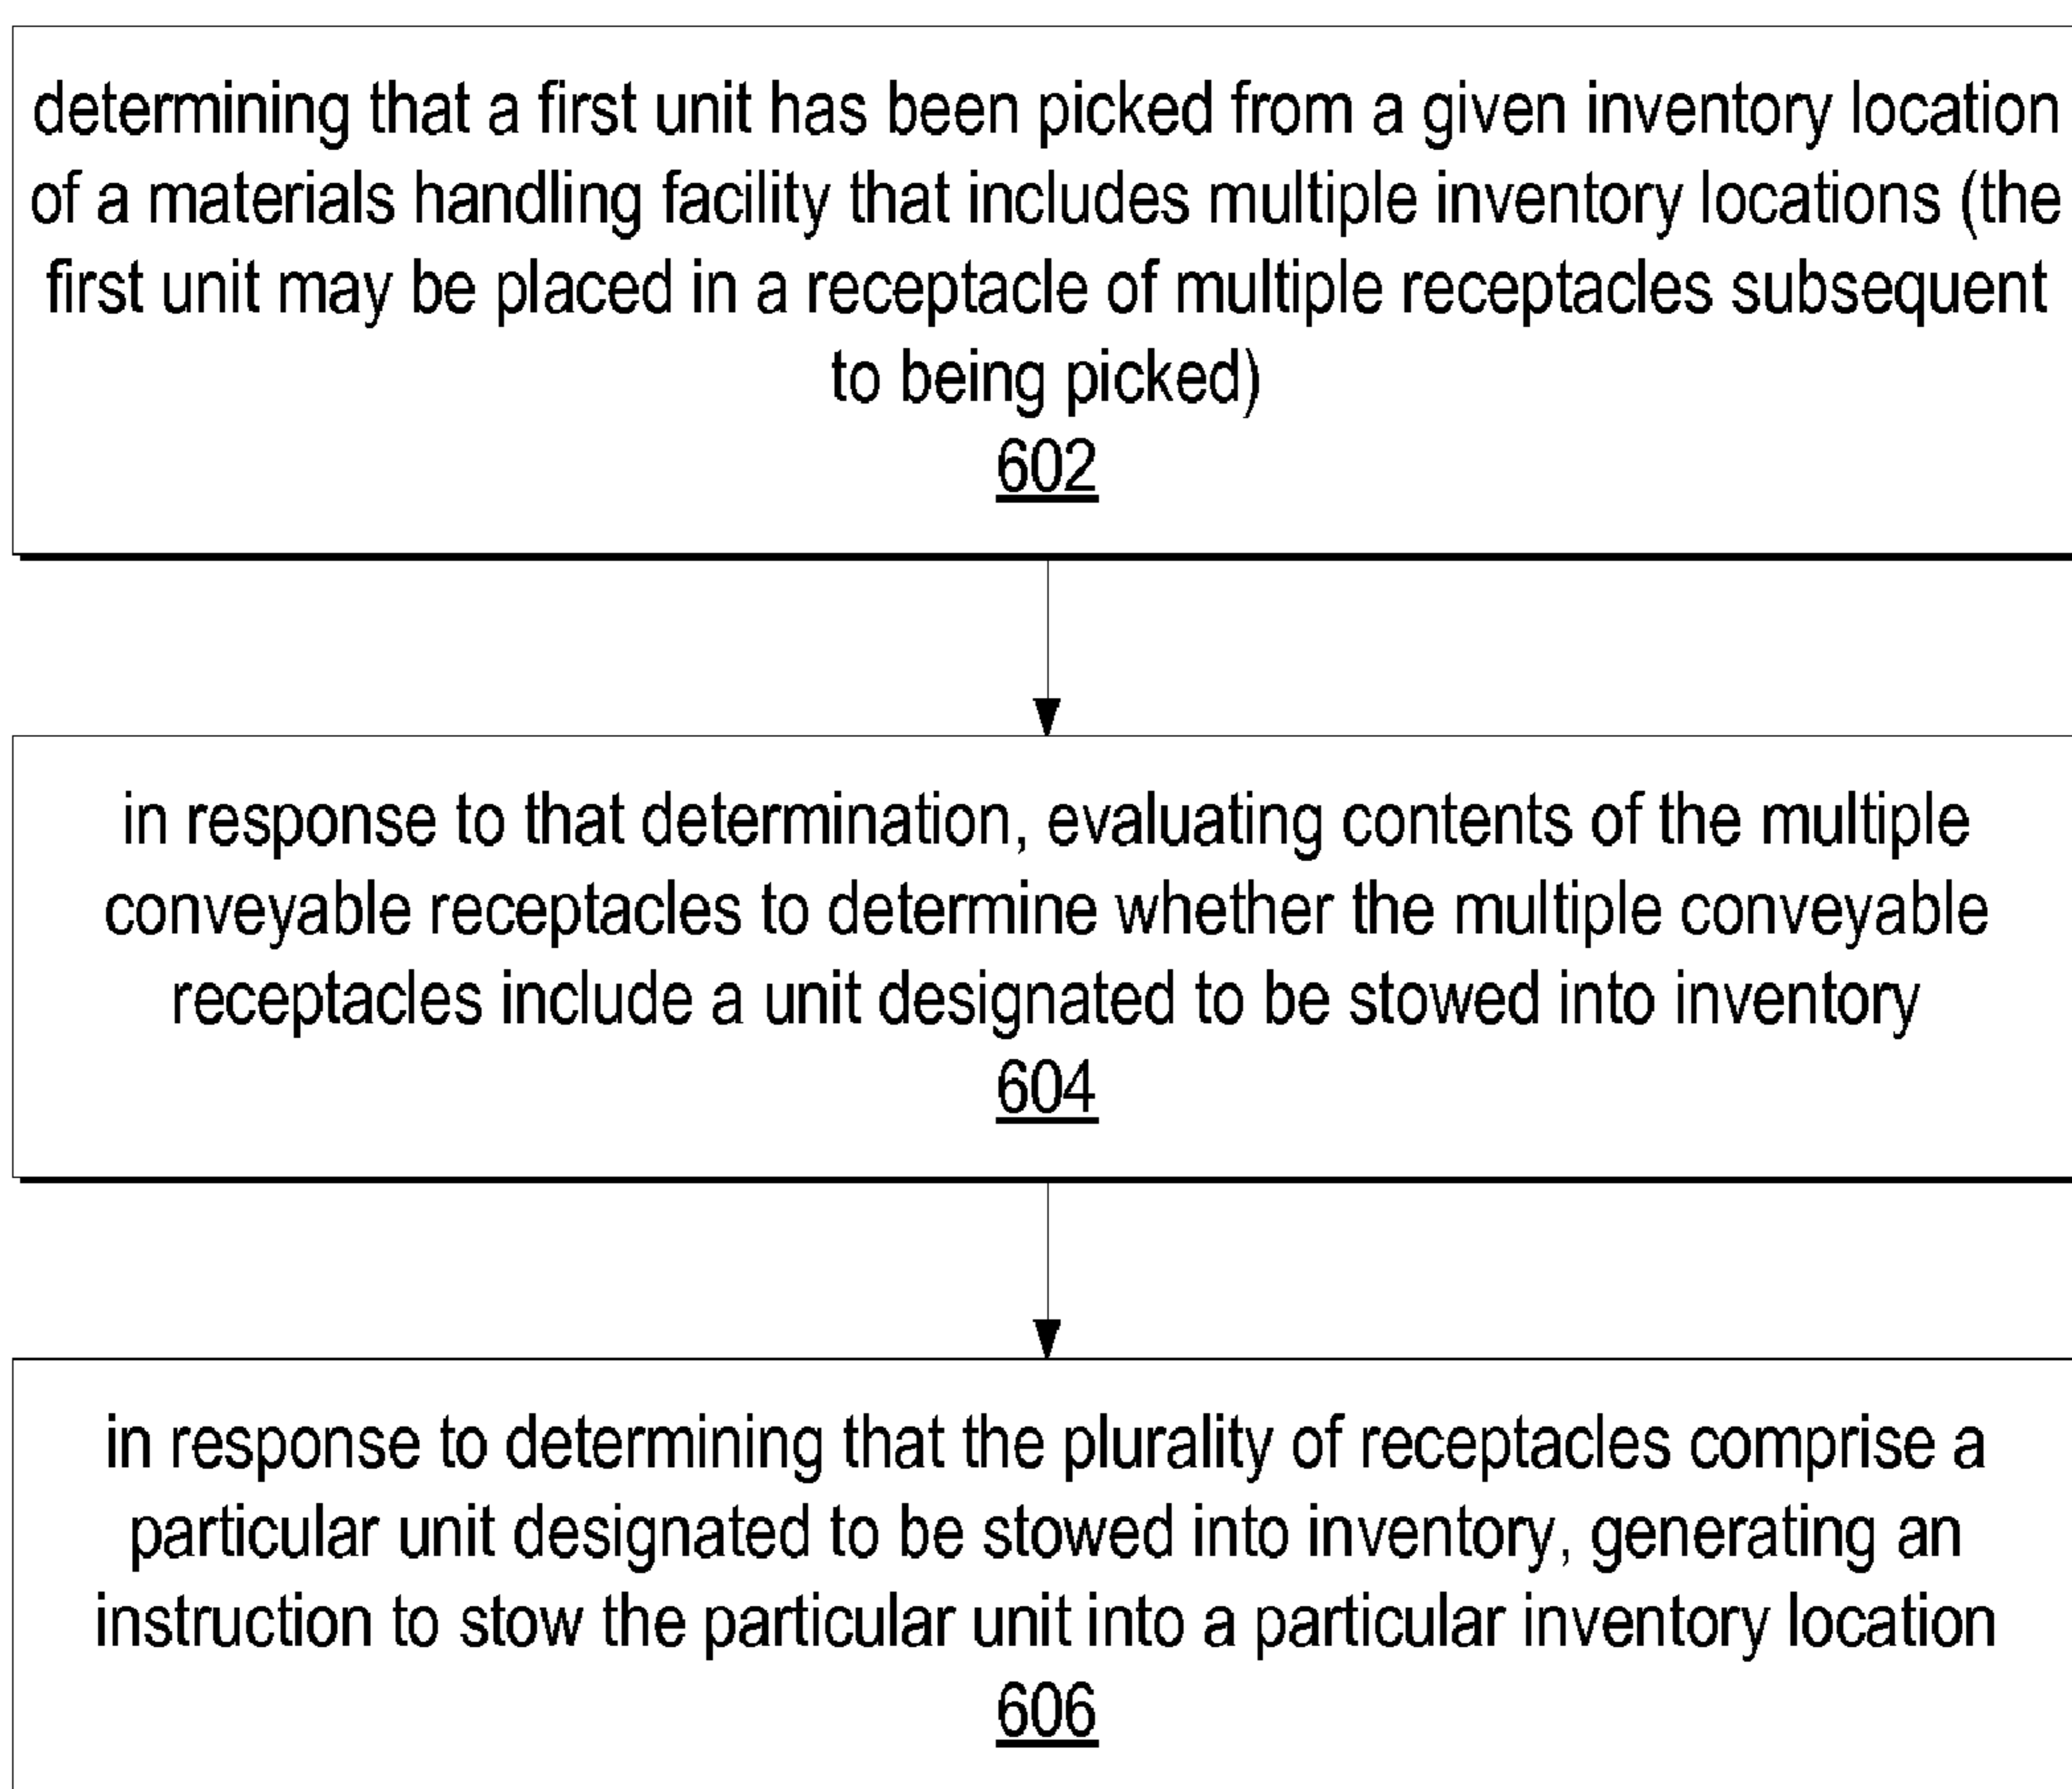 determining that a first unit has been picked from a given inventory location
of a materials handling facility that includes multiple inventory locations (the
first unit may be placed in a receptacle of multiple receptacles subsequent
to being picked)
602
in response to that determination, evaluating contents of the multiple
conveyable receptacles to determine whether the multiple conveyable
receptacles include a unit designated to be stowed into inventory
604
in response to determining that the plurality of receptacles comprise a
particular unit designated to be stowed into inventory, generating an
instruction to stow the particular unit into a particular inventory location
606